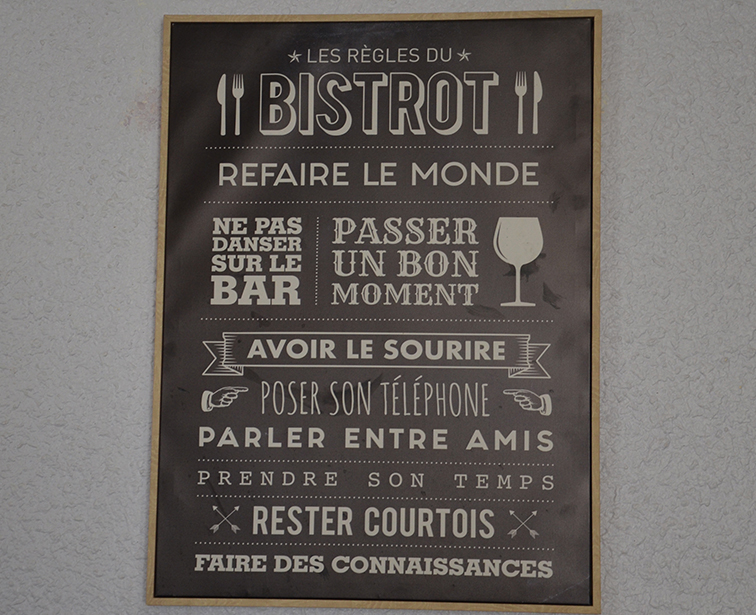 LES RÈGLES DU
BISTROT
REFAIRE LE MONDE
NE PAS
DANSER
SUR LE
BAR
PASSER
UN BON
MOMENT
AVOIR LE SOURIRE
POSER SON TÉLÉPHONE
PARLER ENTRE AMIS
PRENDRE SON TEMPS
RESTER COURTOIS
FAIRE DES CONNAISSANCES